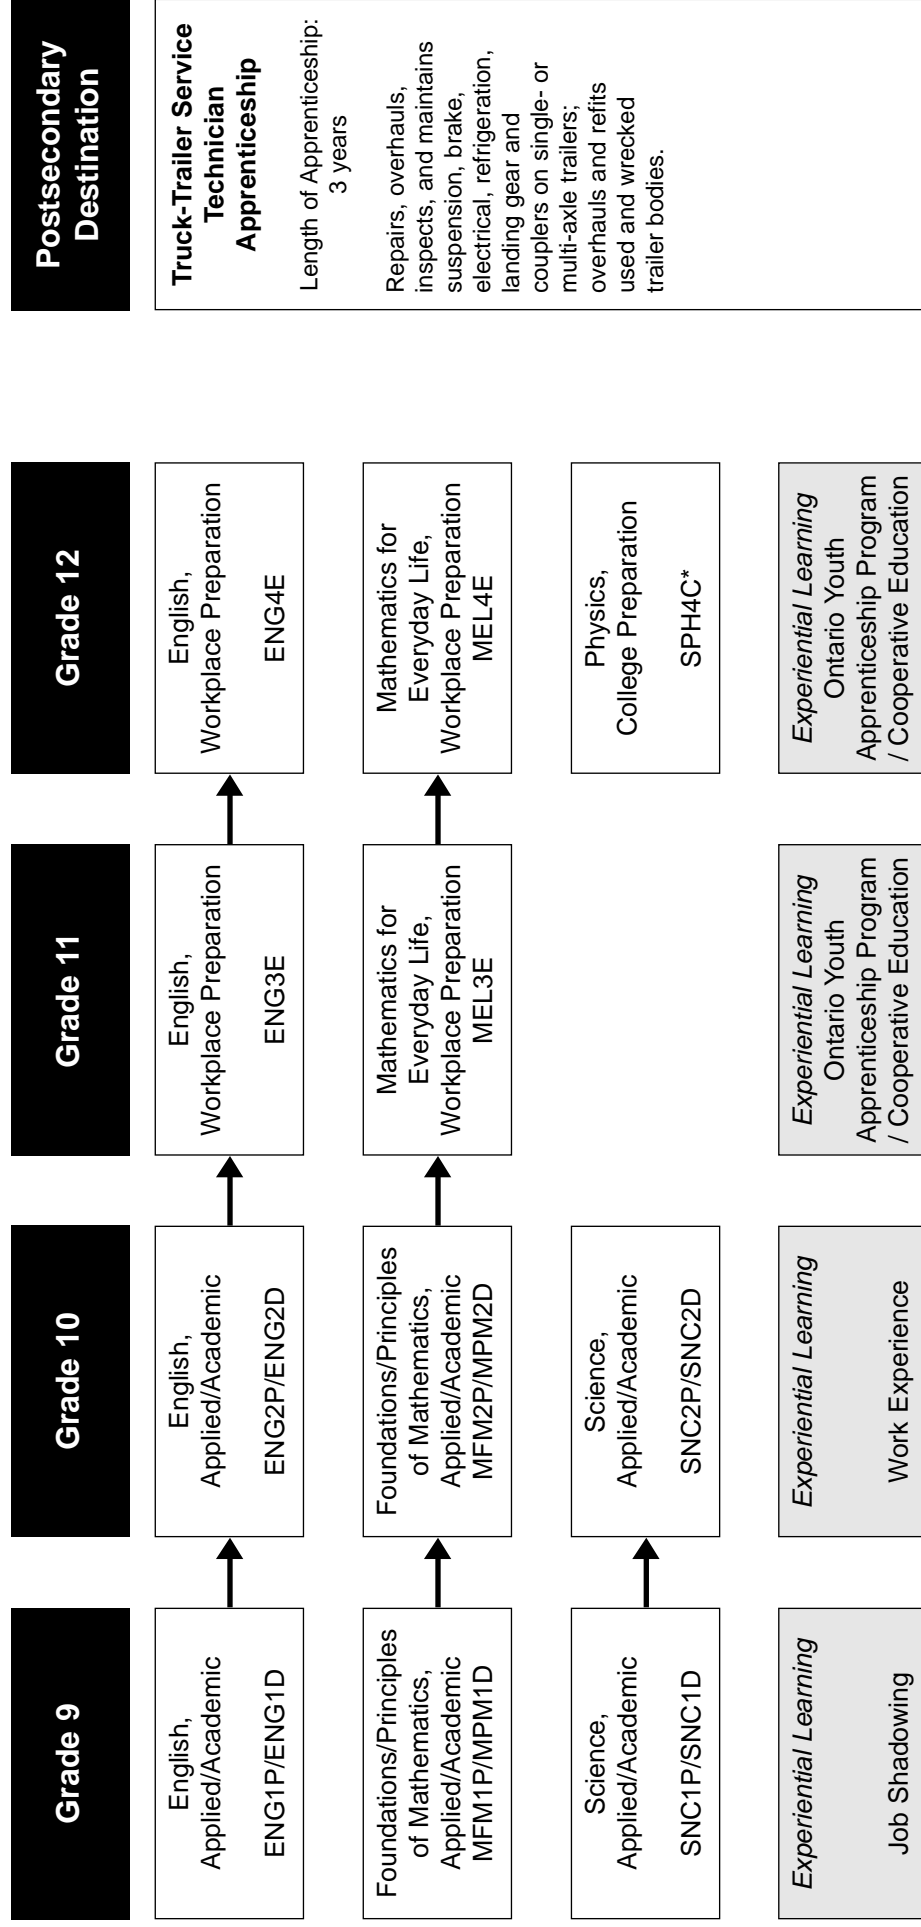 Grade 9
English,
Applied/Academic
ENG1P/ENG1D
Foundations/Principles
of Mathematics,
Applied/Academic
MFM1P/MPM1D
Science,
Applied/Academic
SNC1P/SNC1D
Experiential Learning
Job Shadowing
Grade 10
English,
Applied/Academic
ENG2P/ENG2D
Foundations/Principles
of Mathematics,
Applied/Academic
MFM2P/MPM2D
Science,
Applied/Academic
SNC2P/SNC2D
Experiential Learning
Work Experience
Grade 11
English,
Workplace Preparation
ENG3E
Mathematics for
Everyday Life,
Workplace Preparation
MEL3E
Experiential Learning
Ontario Youth
Apprenticeship Program
/ Cooperative Education
Grade 12
English,
Workplace Preparation
ENG4E
Mathematics for
Everyday Life,
Workplace Preparation
MEL4E
Physics,
College Preparation
SPH4C*
Experiential Learning
Ontario Youth
Apprenticeship Program
/ Cooperative Education
Postsecondary
Destination
Truck-Trailer Service
Technician
Apprenticeship
Length of Apprenticeship:
3 years
Repairs, overhauls,
inspects, and maintains
suspension, brake,
electrical, refrigeration,
landing gear and
couplers on single- or
multi-axle trailers;
overhauls and refits
used and wrecked
trailer bodies.